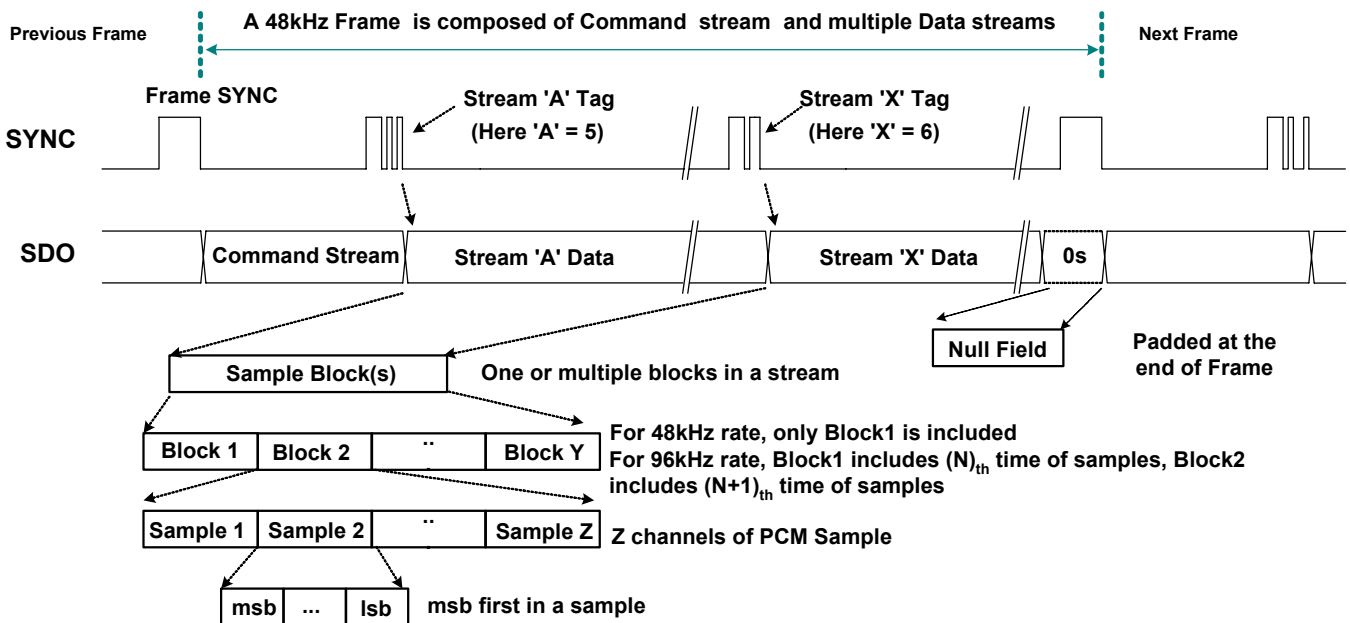 A 48kHz Frame is composed of Command stream and multiple Data streams
Previous Frame
Next Frame
Frame SYNC
Stream 'A' Tag
(Here 'A' = 5)
Stream 'X' Tag
(Here 'X' = 6)
SYNC
SDO
Command Stream
Stream 'A' Data
Stream 'X' Data
0s
Null Field
Padded at the
end of Frame
Sample Block(s)
One or multiple blocks in a stream
Block 1
Block 2
..
Block Y
For 48kHz rate, only Block1 is included
For 96kHz rate, Block1 includes (N)th time of samples, Block2
includes (N+1)th time of samples
Sample 1
Sample 2
..
Sample Z
Z channels of PCM Sample
msb
...
lsb
msb first in a sample